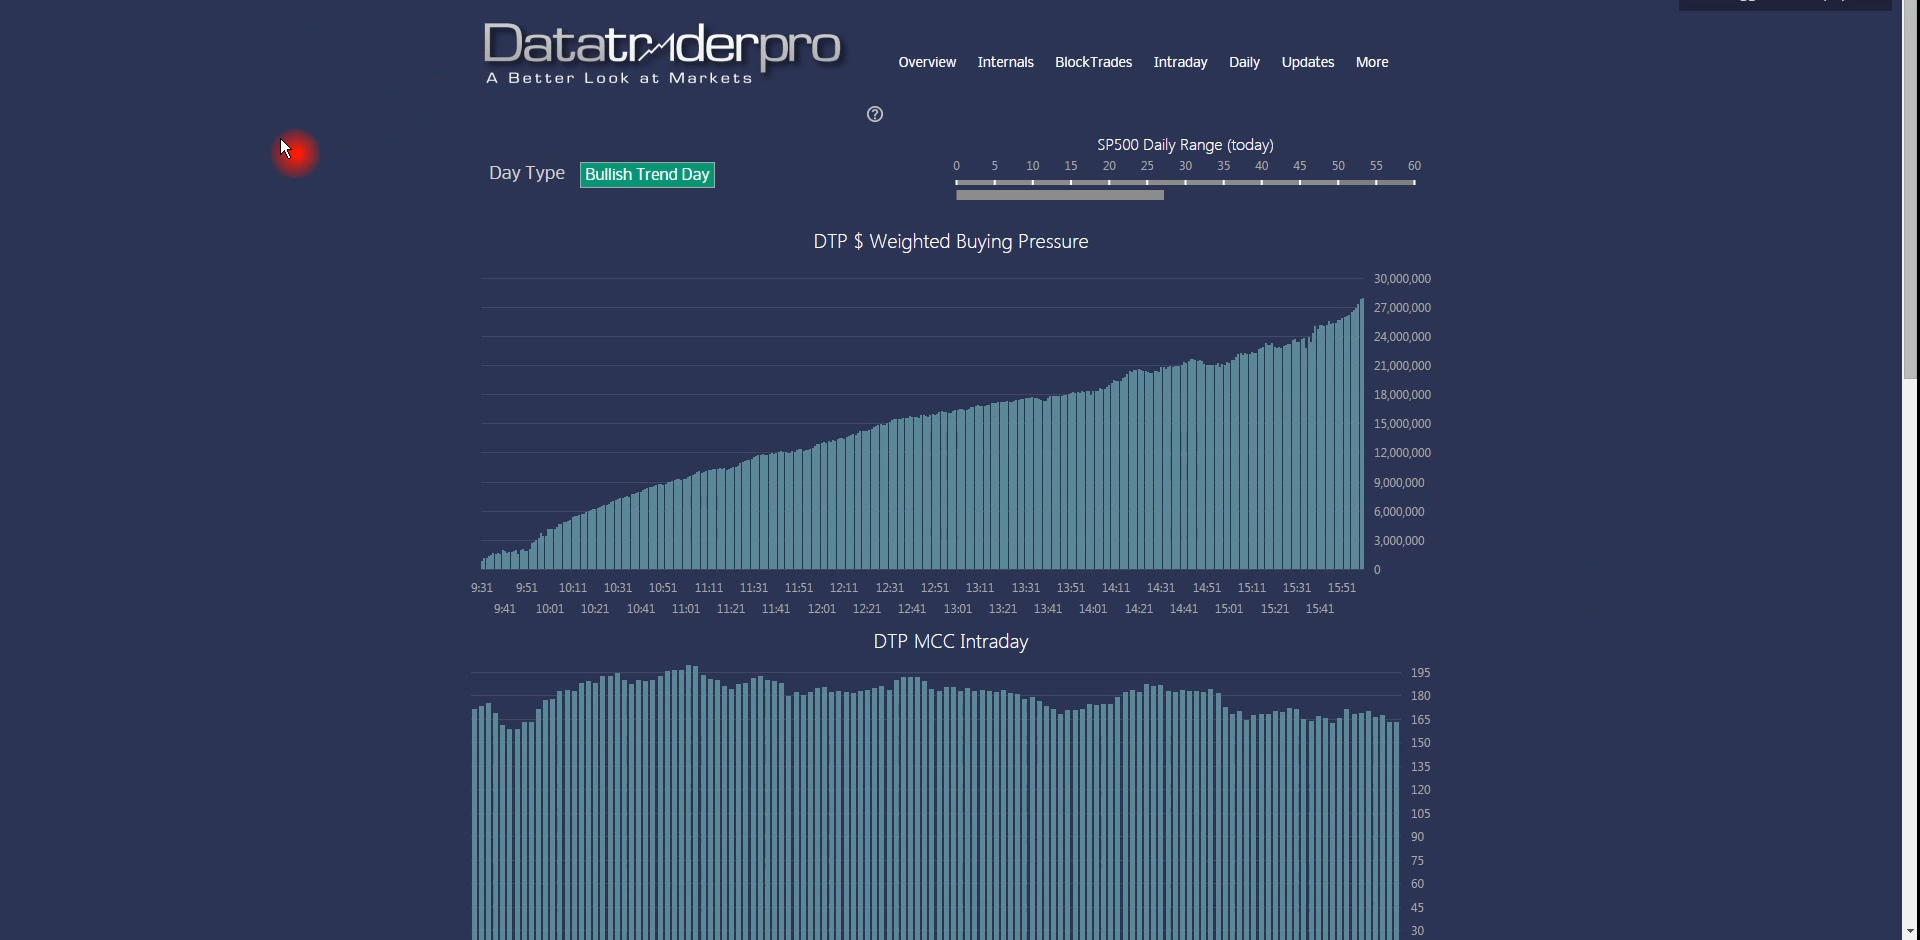 Datatraderpro
A Better Look at Markets
Overview Internals BlockTrades Intraday Daily Updates More
?
SP500 Daily Range (today)
0 5 10 15 20 25 30 35 40 45 50 55 60
Day Type Bullish Trend Day
DTP $ Weighted Buying Pressure
30,000,000
27,000,000
24,000,000
21,000,000
18,000,000
15,000,000
12,000,000
9,000,000
6,000,000
3,000,000
0
9:31 9:51 10:11 10:31 10:51 11:11 11:31 11:51 12:11 12:31 12:51 13:11 13:31 13:51 14:11 14:31 14:51 15:11 15:31 15:51
9:41 10:01 10:21 10:41 11:01 11:21 11:41 12:01 12:21 12:41 13:01 13:21 13:41 14:01 14:21 14:41 15:01 15:21 15:41
DTP MCC Intraday
195
180
165
150
135
120
105
90
75
60
45
30